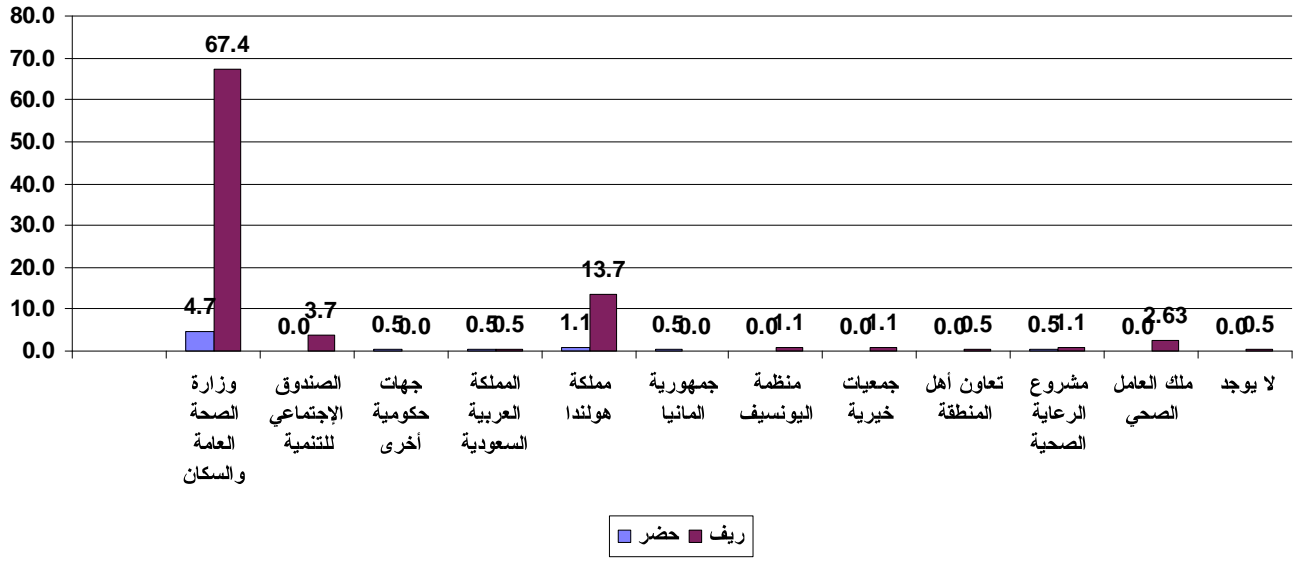 80.0
70.0
60.0
50.0
40.0
30.0
20.0
10.0
0.0
4.7
67.4
0.0
3.7
0.5
0.0
0.5
0.5
1.1
13.7
0.5
0.0
0.0
1.1
0.0
1.1
0.0
0.5
0.5
1.1
0.0
2.63
0.0
0.5
وزارة
الصحة
العامة
والسكان
الصندوق
الإجتماعي
للتنمية
جهات
حكومية
أخرى
المملكة
العربية
السعودية
مملكة
هولندا
جمهورية
المانيا
منظمة
اليونسيف
جمعيات
خيرية
تعاون أهل
المنطقة
مشروع
الرعاية
الصحية
ملك العامل
الصحي
لا يوجد
حضر
ريف